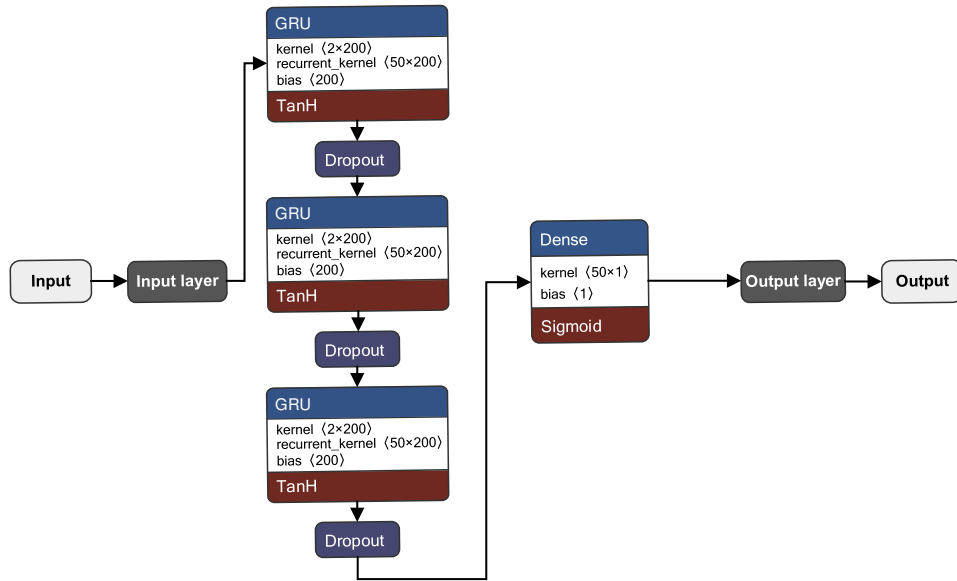 Input
Input layer
GRU
kernel ⟨2×200⟩
recurrent_kernel ⟨50×200⟩
bias ⟨200⟩
TanH
Dropout
GRU
kernel ⟨2×200⟩
recurrent_kernel ⟨50×200⟩
bias ⟨200⟩
TanH
Dropout
GRU
kernel ⟨2×200⟩
recurrent_kernel ⟨50×200⟩
bias ⟨200⟩
TanH
Dropout
Dense
kernel ⟨50×1⟩
bias ⟨1⟩
Sigmoid
Output layer
Output